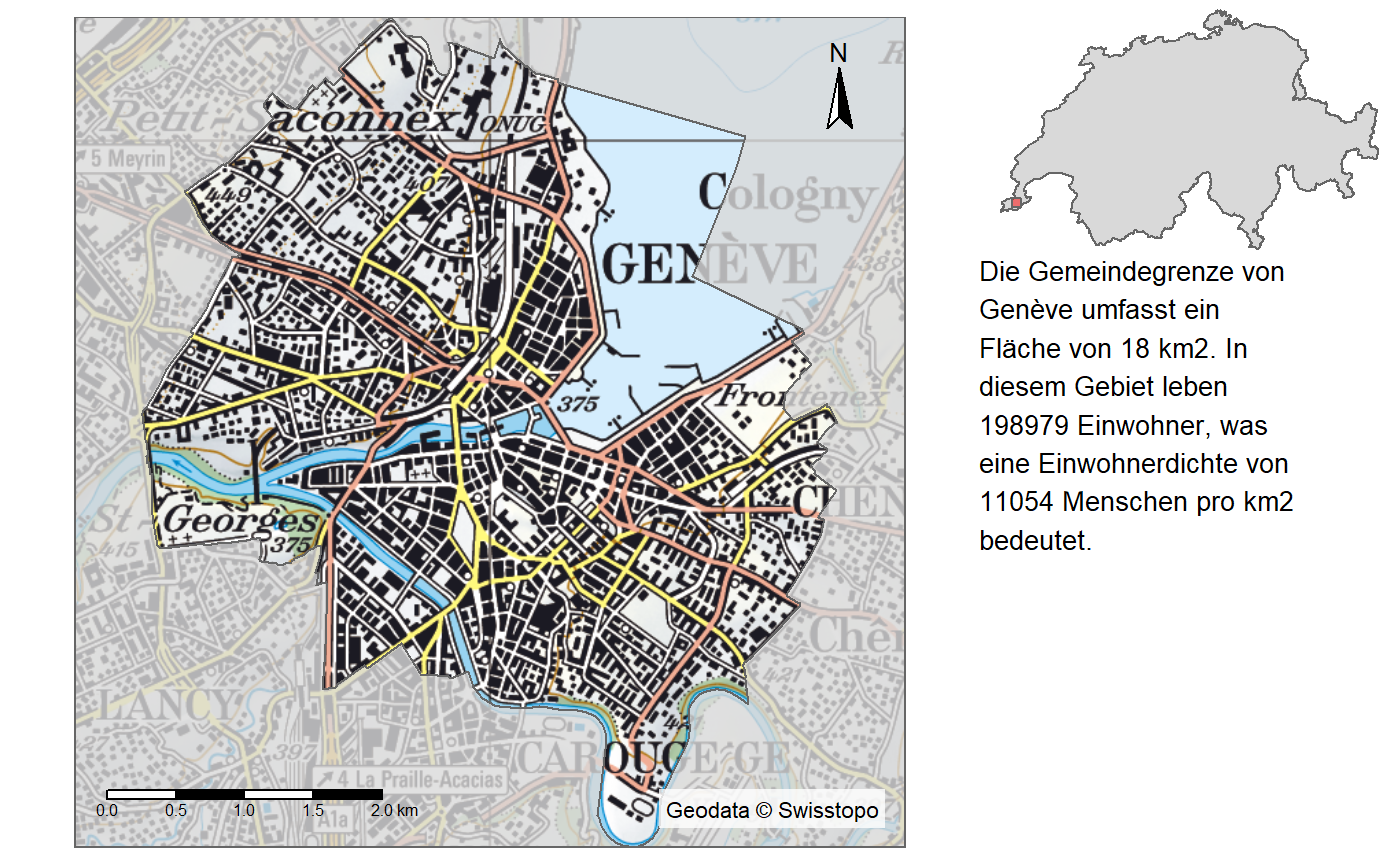 N
Petit-Saconnex
ONUG
5 Meyrin
407
449
Cologny
GENÈVE
438
375
Frontenex
CHÊN
St-Georges
375
415
Chên
421
LANCY
397
CAROUGE GE
4 La Praille-Acacias
A1a
0.0 0.5 1.0 1.5 2.0 km
Geodata © Swisstopo
Die Gemeindegrenze von
Genève umfasst ein
Fläche von 18 km2. In
diesem Gebiet leben
198979 Einwohner, was
eine Einwohnerdichte von
11054 Menschen pro km2
bedeutet.